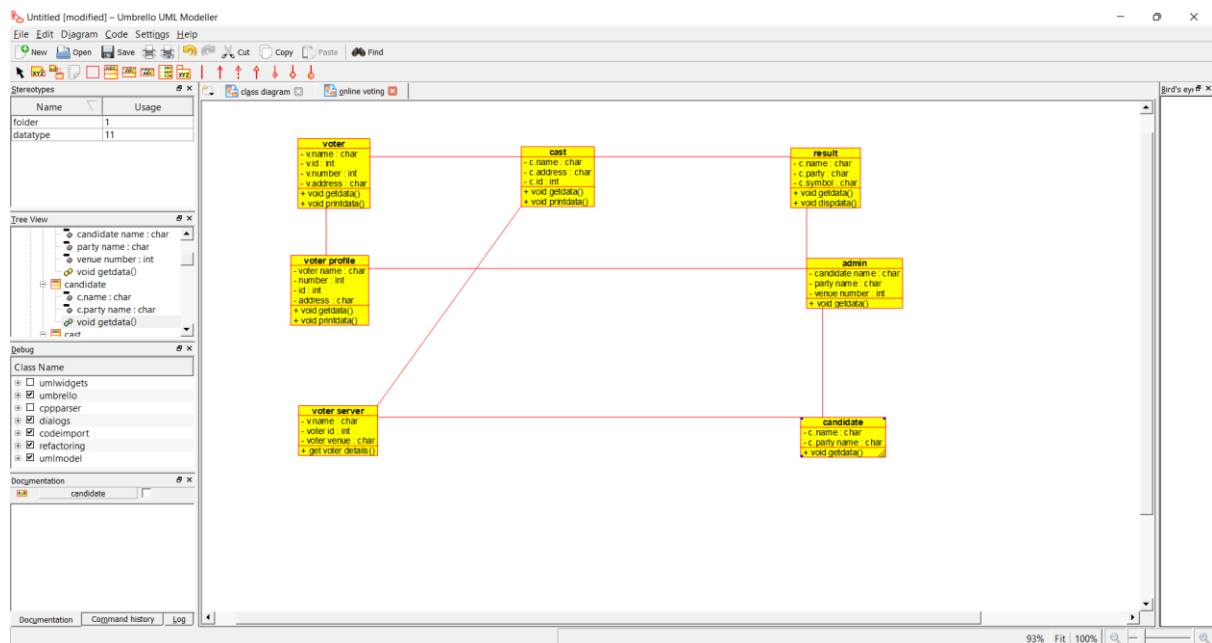 Untitled [modified] – Umbrello UML Modeller
File Edit Diagram Code Settings Help
New Open Save Cut Copy Paste Find
Stereotypes
Name Usage
folder 1
datatype 11
Tree View
candidate name : char
party name : char
venue number : int
void getdata()
candidate
c.name : char
c.party name : char
void getdata()
cast
Debug
Class Name
umlwidgets
umbrello
cppparser
dialogs
codeimport
refactoring
umlmodel
Documentation
candidate
Documentation Command history Log
class diagram online voting
voter
- v.name : char
- v.id : int
- v.number : int
- v.address : char
+ void getdata()
+ void printdata()
cast
- c.name : char
- c.address : char
- c.id : int
+ void getdata()
+ void printdata()
result
- c.name : char
- c.party : char
- c.symbol : char
+ void getdata()
+ void dispdata()
voter profile
- voter name : char
- number : int
- id : int
- address : char
+ void getdata()
+ void printdata()
admin
- candidate name : char
- party name : char
- venue number : int
+ void getdata()
voter server
- v.name : char
- voter id : int
- voter venue : char
+ get voter details()
candidate
- c.name : char
- c.party name : char
+ void getdata()
Bird's eye
93% Fit 100%